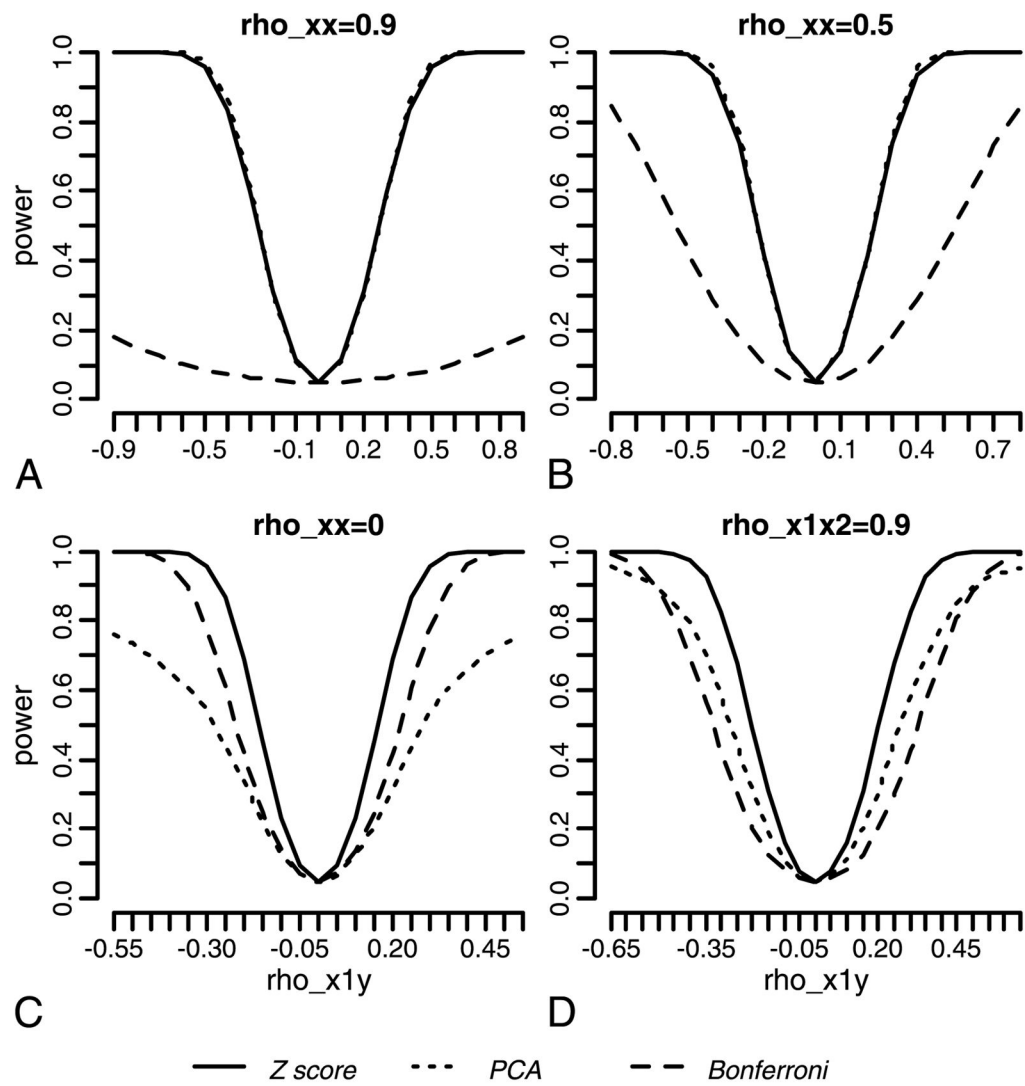 rho_xx=0.9
power
0.0 0.2 0.4 0.6 0.8 1.0
-0.9 -0.5 -0.1 0.2 0.5 0.8
A
rho_xx=0.5
0.0 0.2 0.4 0.6 0.8 1.0
-0.8 -0.5 -0.2 0.1 0.4 0.7
B
rho_xx=0
power
0.0 0.2 0.4 0.6 0.8 1.0
-0.55 -0.30 -0.05 0.20 0.45
rho_x1y
C
rho_x1x2=0.9
0.0 0.2 0.4 0.6 0.8 1.0
-0.65 -0.35 -0.05 0.20 0.45
rho_x1y
D
Z score PCA Bonferroni